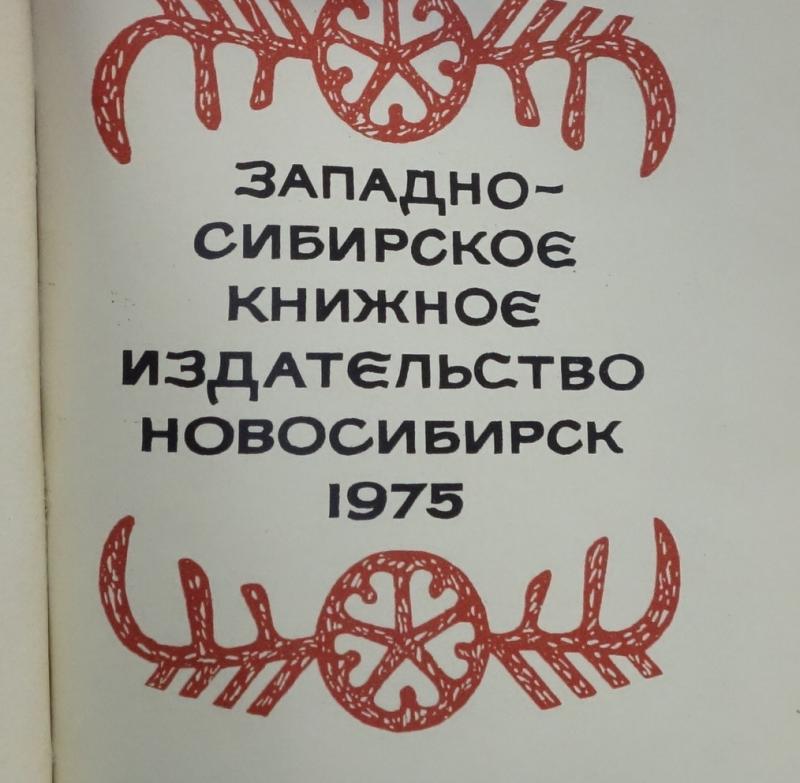 ЗАПАДНО-
СИБИРСКОЕ
КНИЖНОЕ
ИЗДАТЕЛЬСТВО
НОВОСИБИРСК
1975